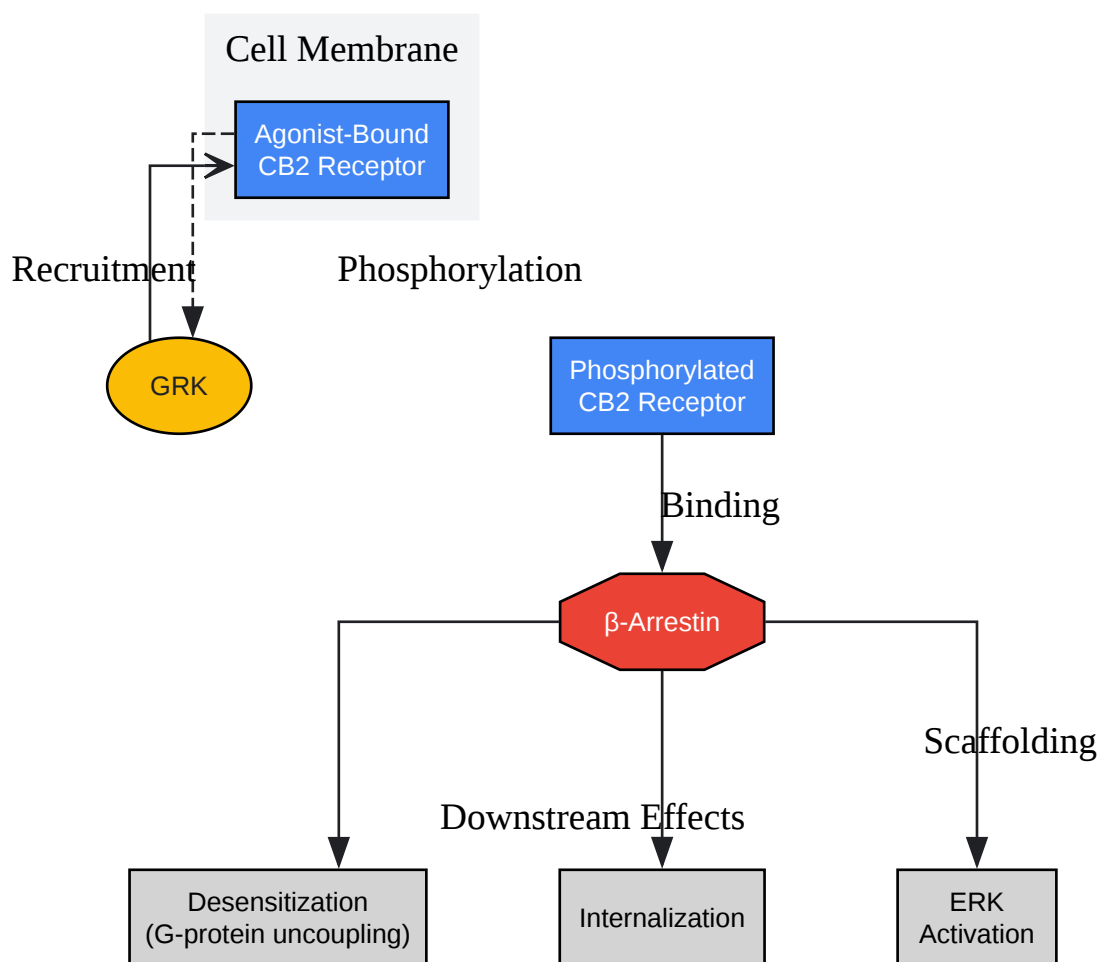 Cell Membrane
Agonist-Bound
CB2 Receptor
Recruitment
Phosphorylation
GRK
Phosphorylated
CB2 Receptor
Binding
β-Arrestin
Scaffolding
Downstream Effects
Desensitization
(G-protein uncoupling)
Internalization
ERK
Activation